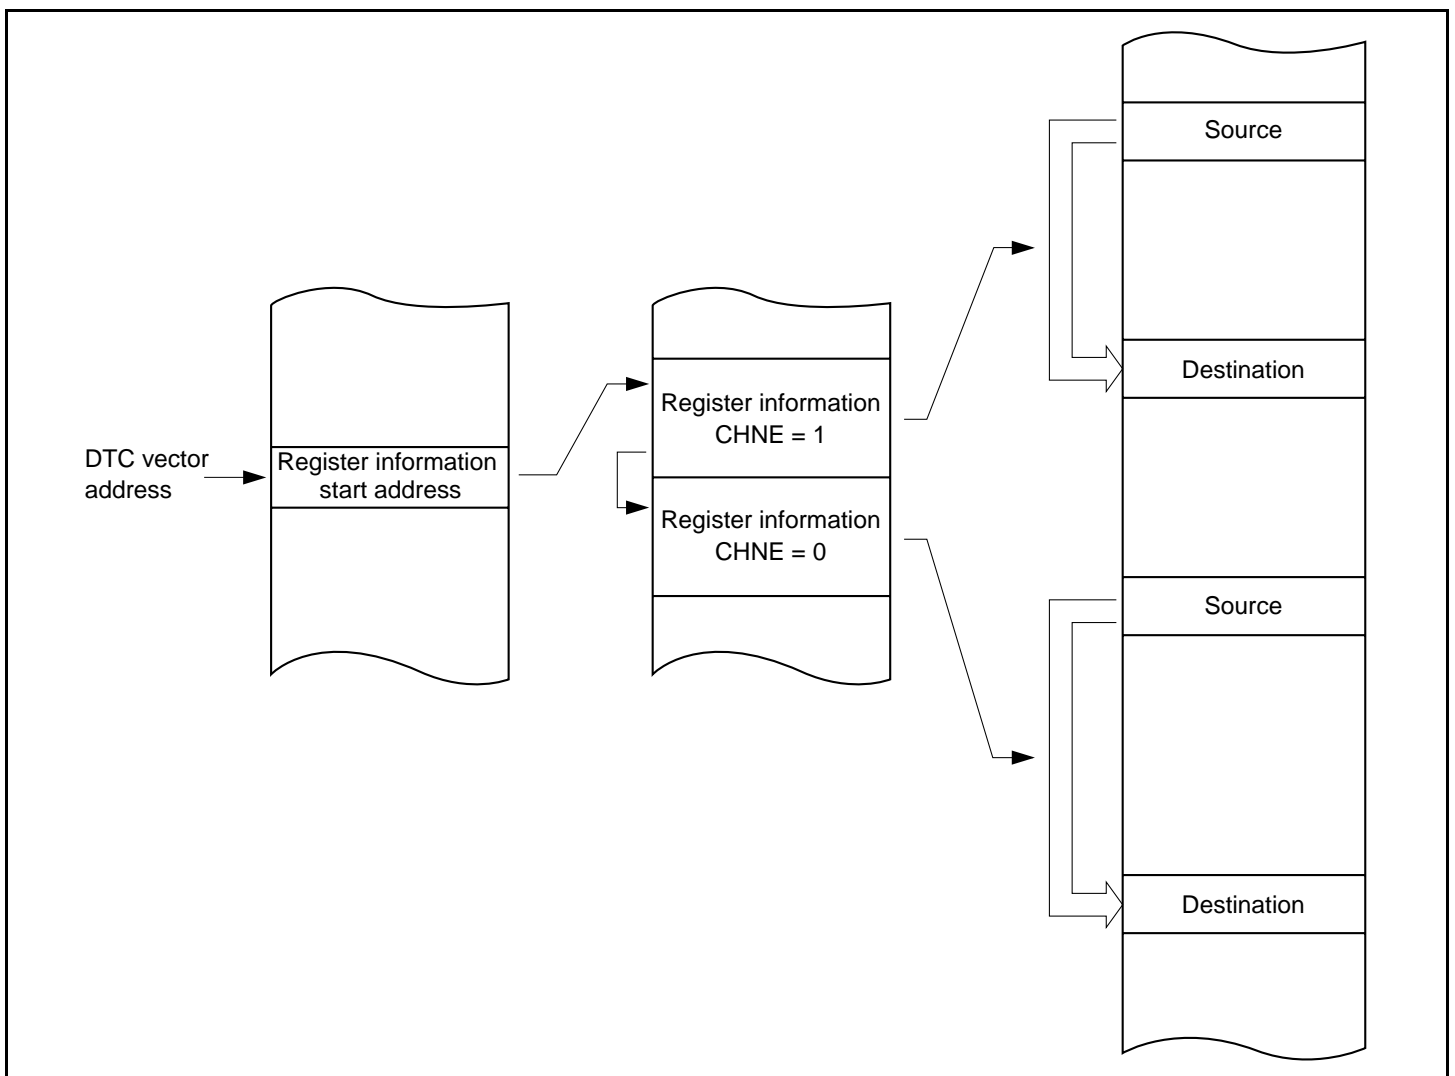 DTC vector
address
Register information
start address
Register information
CHNE = 1
Register information
CHNE = 0
Source
Destination
Source
Destination